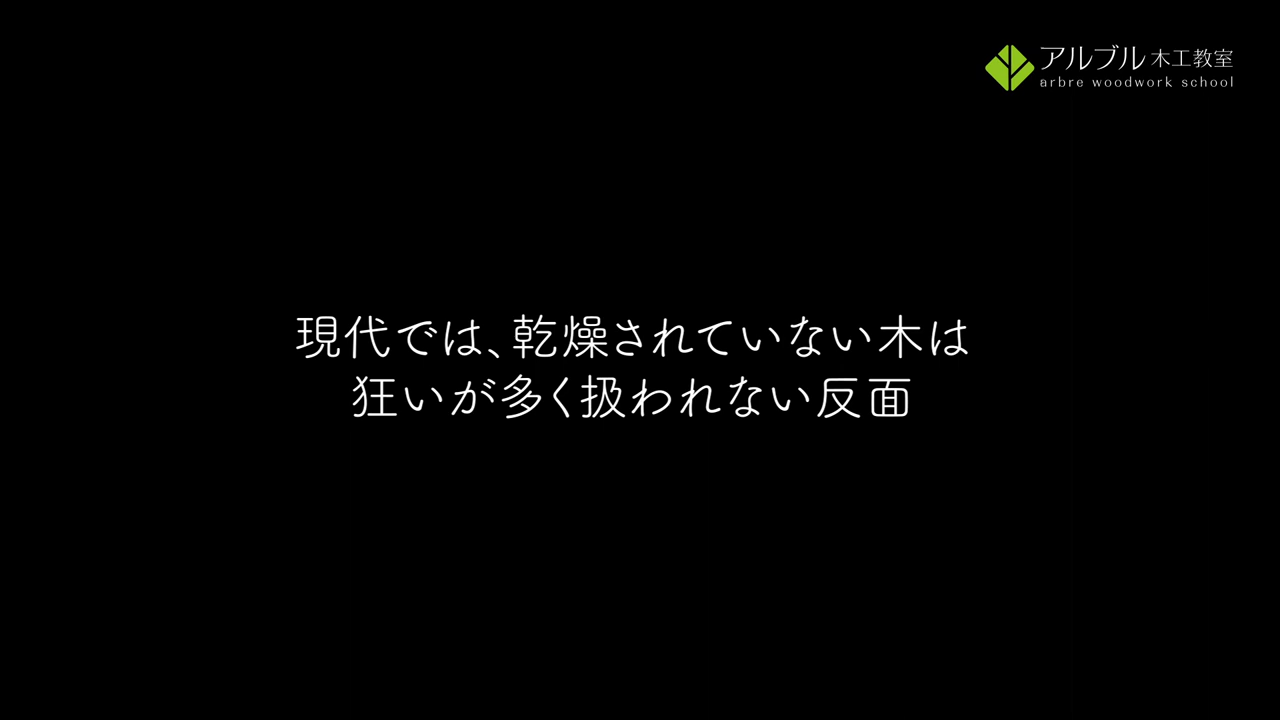 アルブル木工教室
arbre woodwork school
現代では、乾燥されていない木は
狂いが多く扱われない反面